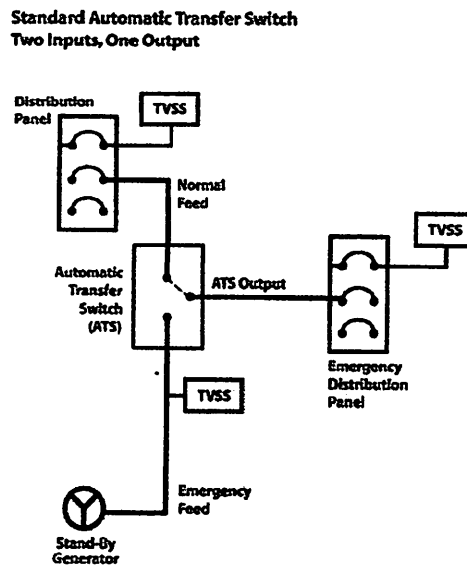 Standard Automatic Transfer Switch
Two Inputs, One Output
Distribution
Panel
TVSS
Normal
Feed
TVSS
Automatic
Transfer
Switch
(ATS)
ATS Output
Emergency
Distribution
Panel
TVSS
Emergency
Feed
Stand-By
Generator